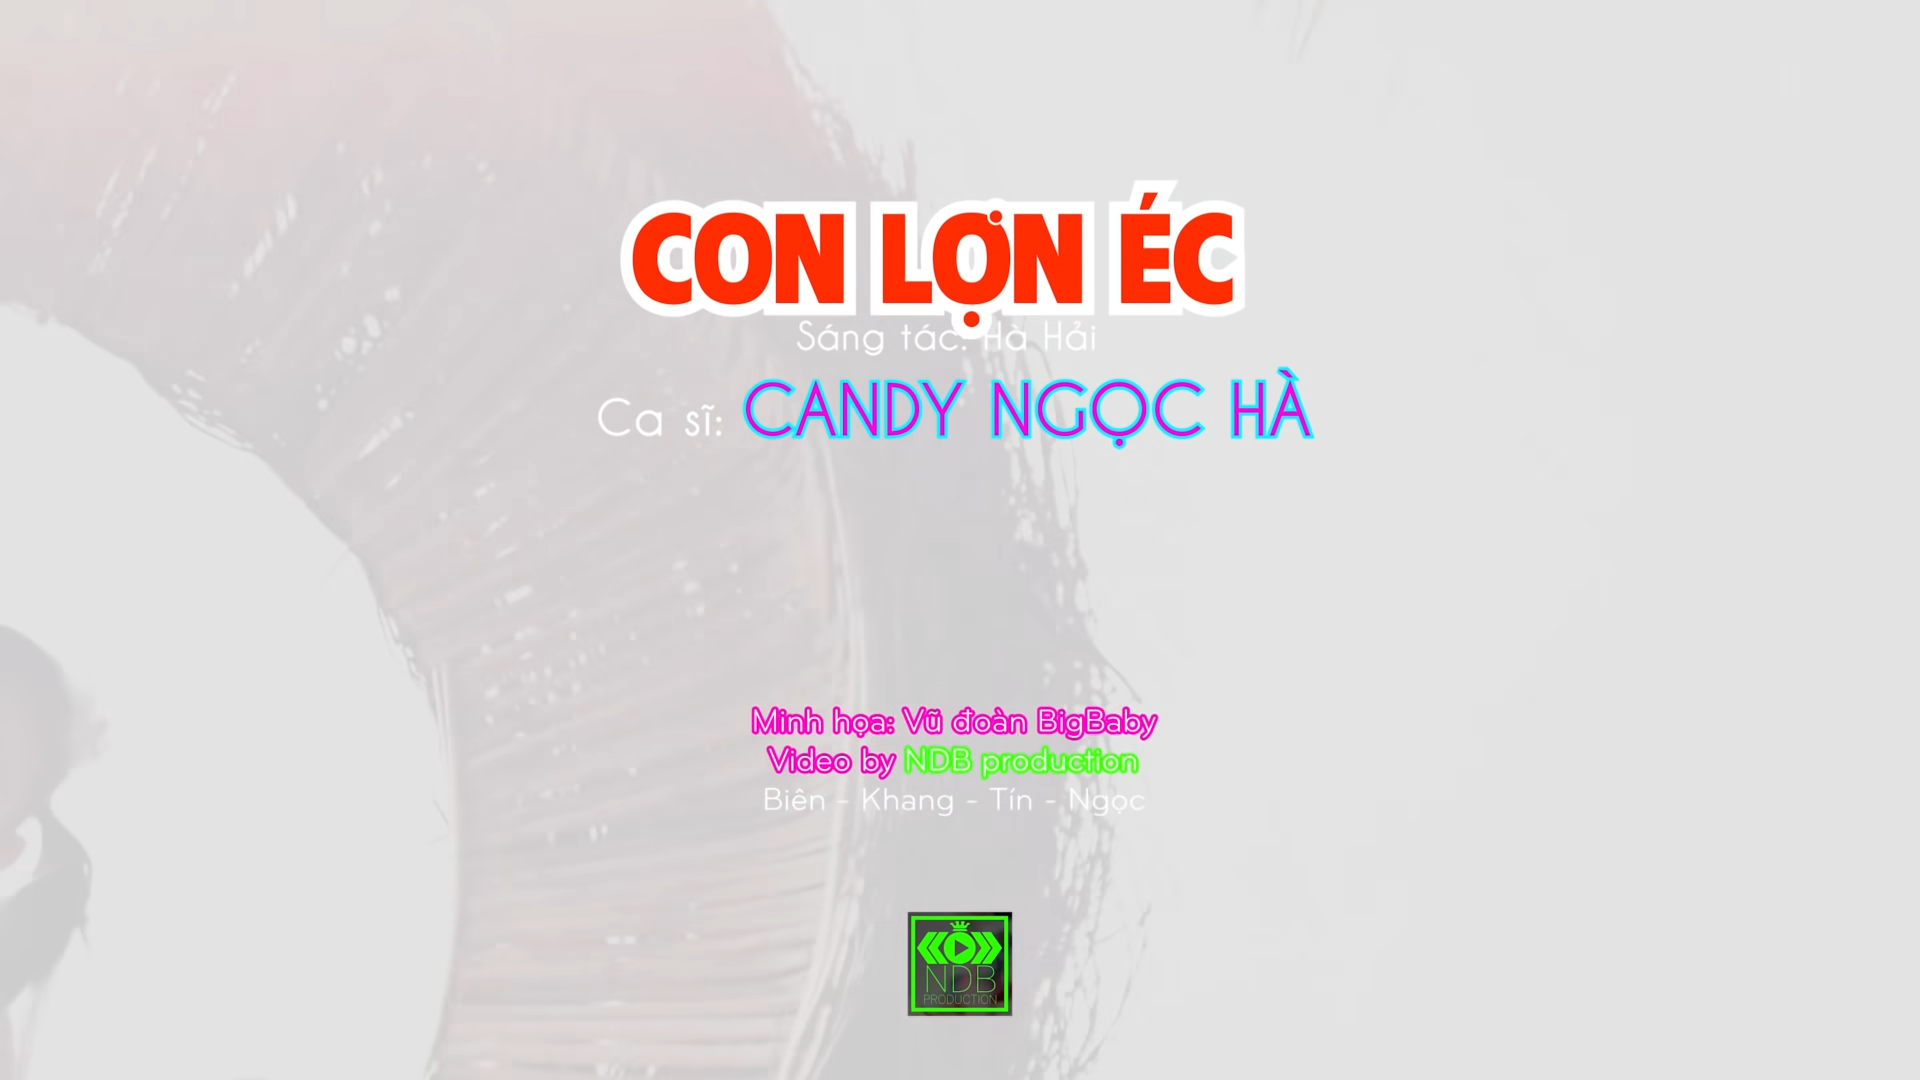 CON LỢN ÉC
Sáng tác: Hà Hải
Ca sĩ: CANDY NGỌC HÀ
Minh họa: Vũ đoàn BigBaby
Video by NDB production
Biên - Khang - Tín - Ngọc
NDB
PRODUCTION